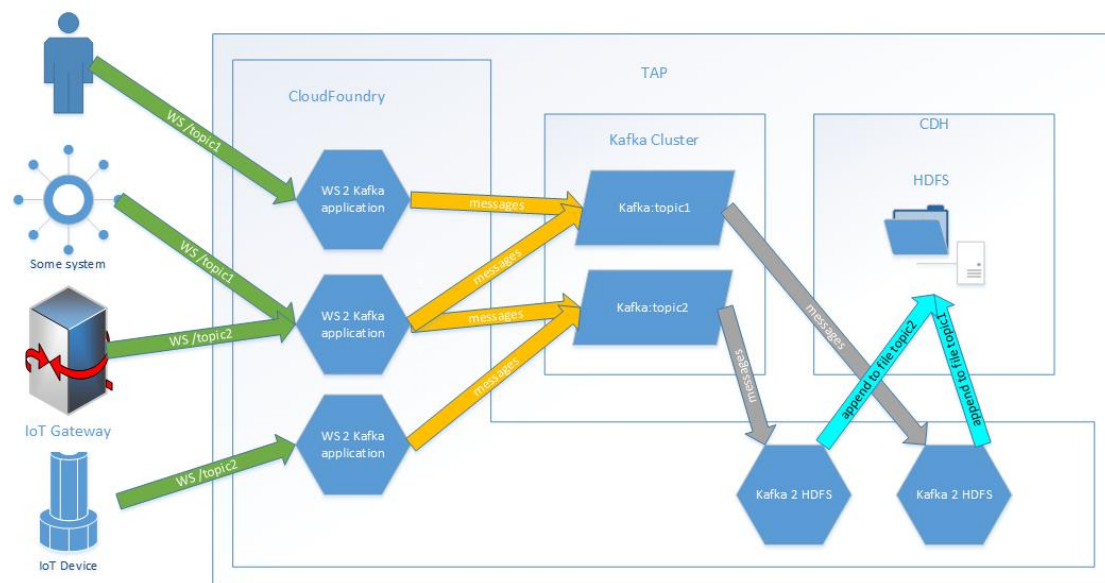 TAP
CloudFoundry
CDH
Kafka Cluster
HDFS
WS /topic1
WS 2 Kafka
application
messages
Kafka:topic1
Some system
WS /topic1
messages
WS 2 Kafka
application
messages
Kafka:topic2
WS /topic2
messages
messages
messages
append to file topic2
append to file topic1
IoT Gateway
WS 2 Kafka
application
WS /topic2
Kafka 2 HDFS
Kafka 2 HDFS
IoT Device